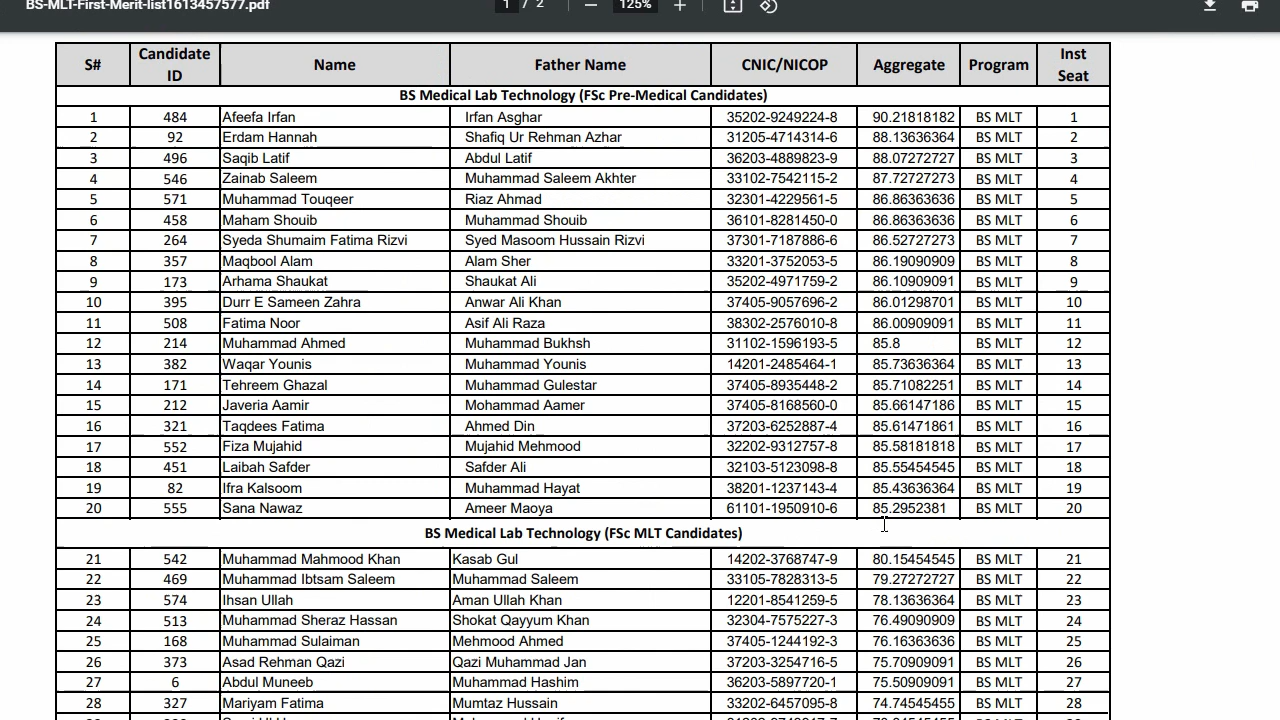 BS-MLT-First-Merit-list1613457577.pdf 1 / 2 125%
S# Candidate ID Name Father Name CNIC/NICOP Aggregate Program Inst Seat
BS Medical Lab Technology (FSc Pre-Medical Candidates)
1 484 Afeefa Irfan Irfan Asghar 35202-9249224-8 90.21818182 BS MLT 1
2 92 Erdam Hannah Shafiq Ur Rehman Azhar 31205-4714314-6 88.13636364 BS MLT 2
3 496 Saqib Latif Abdul Latif 36203-4889823-9 88.07272727 BS MLT 3
4 546 Zainab Saleem Muhammad Saleem Akhter 33102-7542115-2 87.72727273 BS MLT 4
5 571 Muhammad Touqeer Riaz Ahmad 32301-4229561-5 86.86363636 BS MLT 5
6 458 Maham Shouib Muhammad Shouib 36101-8281450-0 86.86363636 BS MLT 6
7 264 Syeda Shumaim Fatima Rizvi Syed Masoom Hussain Rizvi 37301-7187886-6 86.52727273 BS MLT 7
8 357 Maqbool Alam Alam Sher 33201-3752053-5 86.19090909 BS MLT 8
9 173 Arhama Shaukat Shaukat Ali 35202-4971759-2 86.10909091 BS MLT 9
10 395 Durr E Sameen Zahra Anwar Ali Khan 37405-9057696-2 86.01298701 BS MLT 10
11 508 Fatima Noor Asif Ali Raza 38302-2576010-8 86.00909091 BS MLT 11
12 214 Muhammad Ahmed Muhammad Bukhsh 31102-1596193-5 85.8 BS MLT 12
13 382 Waqar Younis Muhammad Younis 14201-2485464-1 85.73636364 BS MLT 13
14 171 Tehreem Ghazal Muhammad Gulestar 37405-8935448-2 85.71082251 BS MLT 14
15 212 Javeria Aamir Mohammad Aamer 37405-8168560-0 85.66147186 BS MLT 15
16 321 Taqdees Fatima Ahmed Din 37203-6252887-4 85.61471861 BS MLT 16
17 552 Fiza Mujahid Mujahid Mehmood 32202-9312757-8 85.58181818 BS MLT 17
18 451 Laibah Safder Safder Ali 32103-5123098-8 85.55454545 BS MLT 18
19 82 Ifra Kalsoom Muhammad Hayat 38201-1237143-4 85.43636364 BS MLT 19
20 555 Sana Nawaz Ameer Maoya 61101-1950910-6 85.2952381 BS MLT 20
BS Medical Lab Technology (FSc MLT Candidates)
21 542 Muhammad Mahmood Khan Kasab Gul 14202-3768747-9 80.15454545 BS MLT 21
22 469 Muhammad Ibtsam Saleem Muhammad Saleem 33105-7828313-5 79.27272727 BS MLT 22
23 574 Ihsan Ullah Aman Ullah Khan 12201-8541259-5 78.13636364 BS MLT 23
24 513 Muhammad Sheraz Hassan Shokat Qayyum Khan 32304-7575227-3 76.49090909 BS MLT 24
25 168 Muhammad Sulaiman Mehmood Ahmed 37405-1244192-3 76.16363636 BS MLT 25
26 373 Asad Rehman Qazi Qazi Muhammad Jan 37203-3254716-5 75.70909091 BS MLT 26
27 6 Abdul Muneeb Muhammad Hashim 36203-5897720-1 75.50909091 BS MLT 27
28 327 Mariyam Fatima Mumtaz Hussain 33202-6457095-8 74.74545455 BS MLT 28